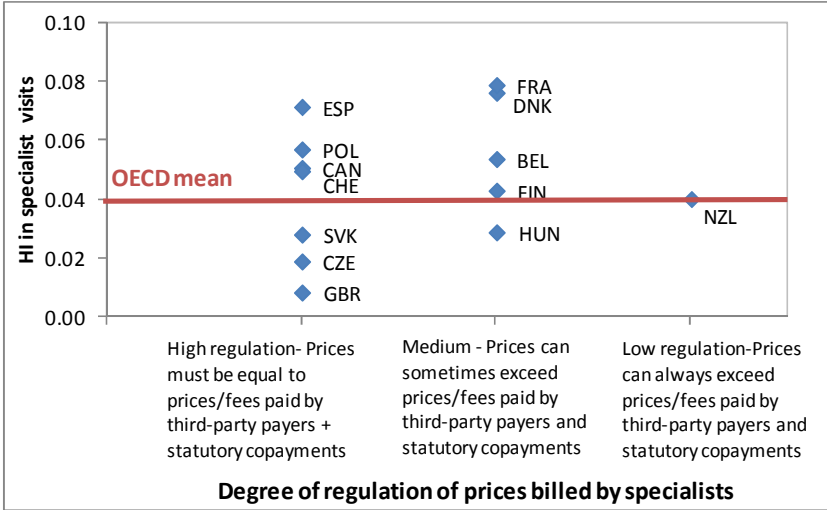 0.10
0.08
0.06
0.04
0.02
0.00
HI in specialist visits
OECD mean
ESP
POL
CAN
CHE
SVK
CZE
GBR
FRA
DNK
BEL
FIN
HUN
NZL
High regulation- Prices
must be equal to
prices/fees paid by
third-party payers +
statutory copayments
Medium - Prices can
sometimes exceed
prices/fees paid by
third-party payers and
statutory copayments
Low regulation-Prices
can always exceed
prices/fees paid by
third-party payers and
statutory copayments
Degree of regulation of prices billed by specialists